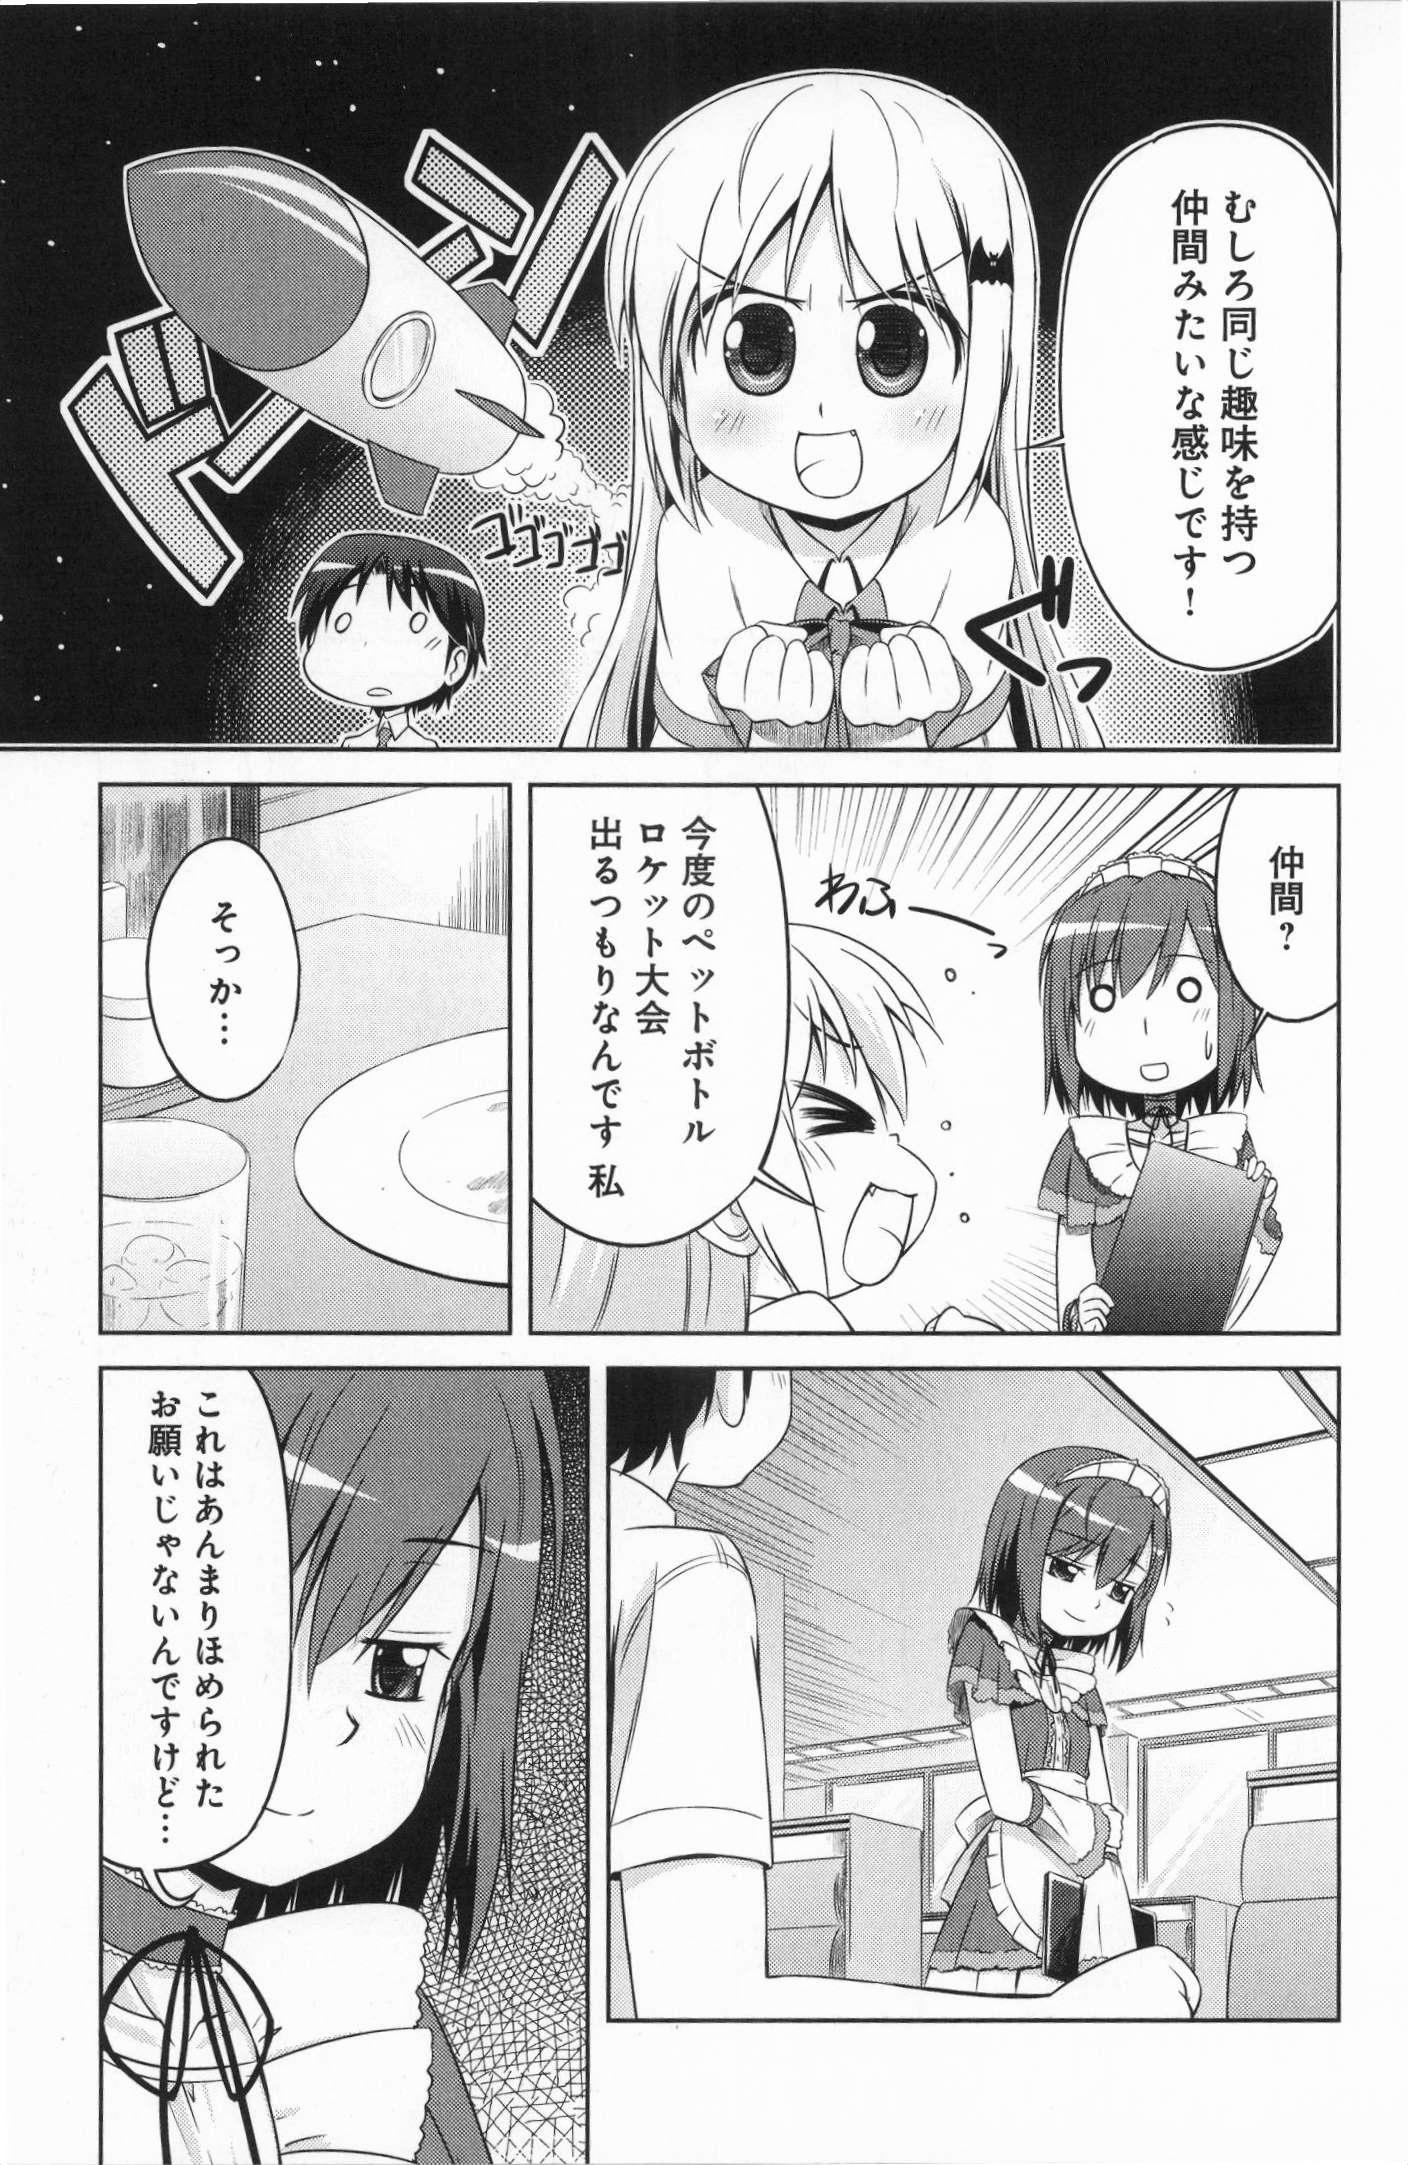 むしろ同じ趣味を持つ
仲間みたいな感じです！
ドドーン
ゴゴゴゴゴ
ぐっ
仲間？
わふーっ
今度のペットボトル
ロケット大会
出るつもりなんです 私
そっか…
これはあんまりほめられた
お願いじゃないんですけど…